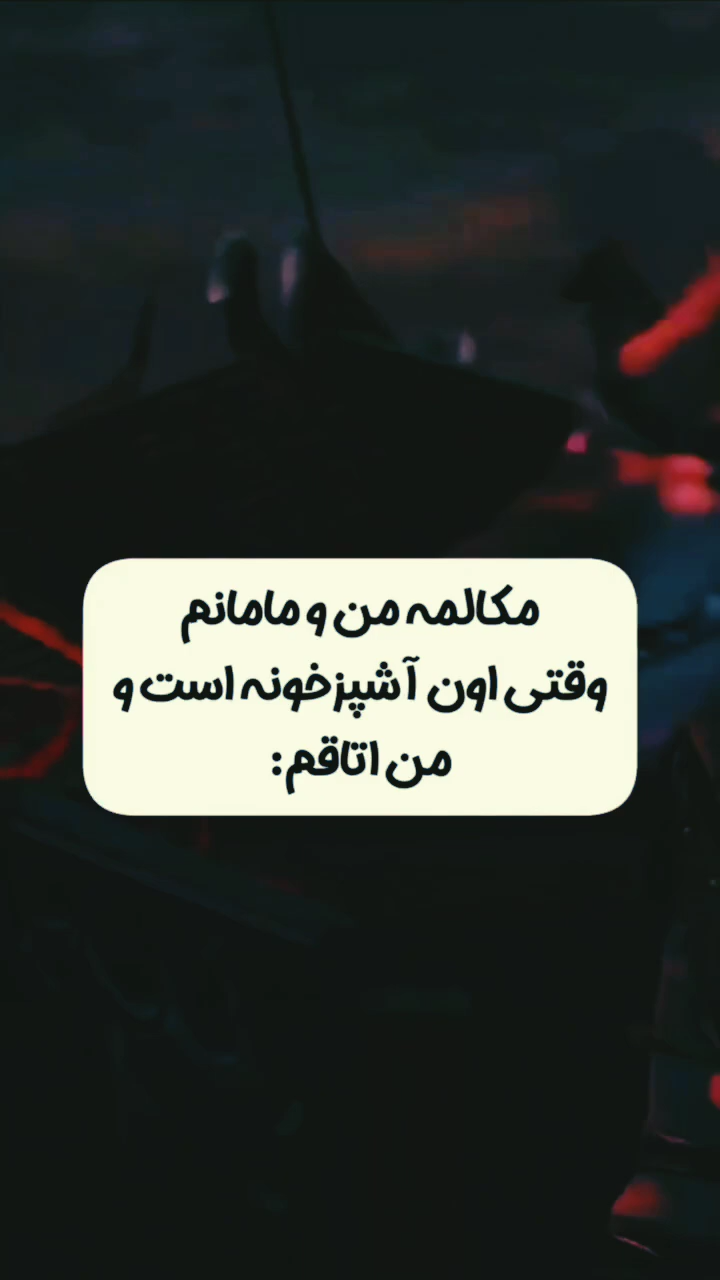 مکالمه من و مامانم
وقتی اون آشپزخونه است و
من اتاقم: